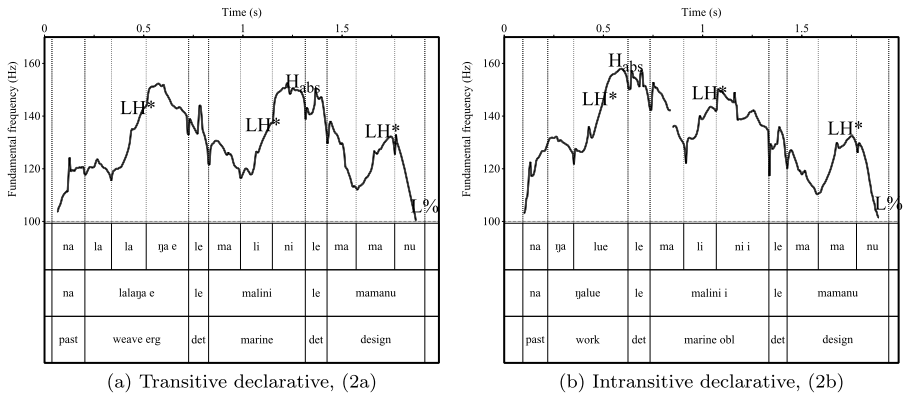 Time (s)
0 0.5 1 1.5
Fundamental frequency (Hz)
160
140
120
100
LH*
LH*
H_abs
LH*
L%
na la la ŋa e le ma li ni le ma ma nu
na lalaŋa e le malini le mamanu
past weave erg det marine det design
(a) Transitive declarative, (2a)
Time (s)
0 0.5 1 1.5
Fundamental frequency (Hz)
160
140
120
100
LH*
H_abs
LH*
LH*
L%
na ŋa lue le ma li ni i le ma ma nu
na ŋalue le malini i le mamanu
past work det marine obl det design
(b) Intransitive declarative, (2b)